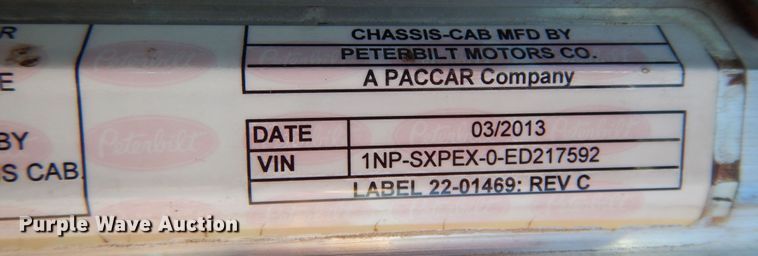 R
CHASSIS-CAB MFD BY
PETERBILT MOTORS CO.
A PACCAR Company
E
BY
S CAB.
Peterbilt
DATE 03/2013
VIN 1NP-SXPEX-0-ED217592
LABEL 22-01469: REV C
Purple Wave Auction